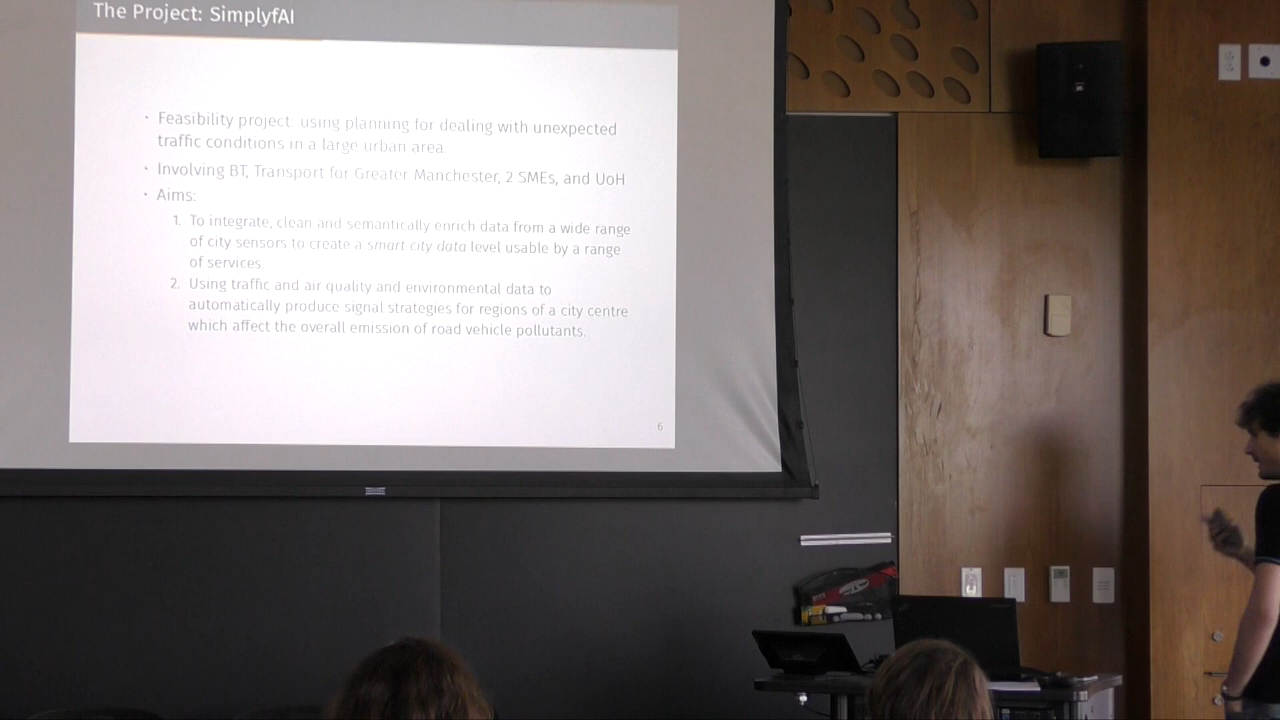 The Project: SimplyfAI
· Feasibility project: using planning for dealing with unexpected
traffic conditions in a large urban area.
· Involving BT, Transport for Greater Manchester, 2 SMEs, and UoH
· Aims:
1. To integrate, clean and semantically enrich data from a wide range
of city sensors to create a smart city data level usable by a range
of services.
2. Using traffic and air quality and environmental data to
automatically produce signal strategies for regions of a city centre
which affect the overall emission of road vehicle pollutants.
6